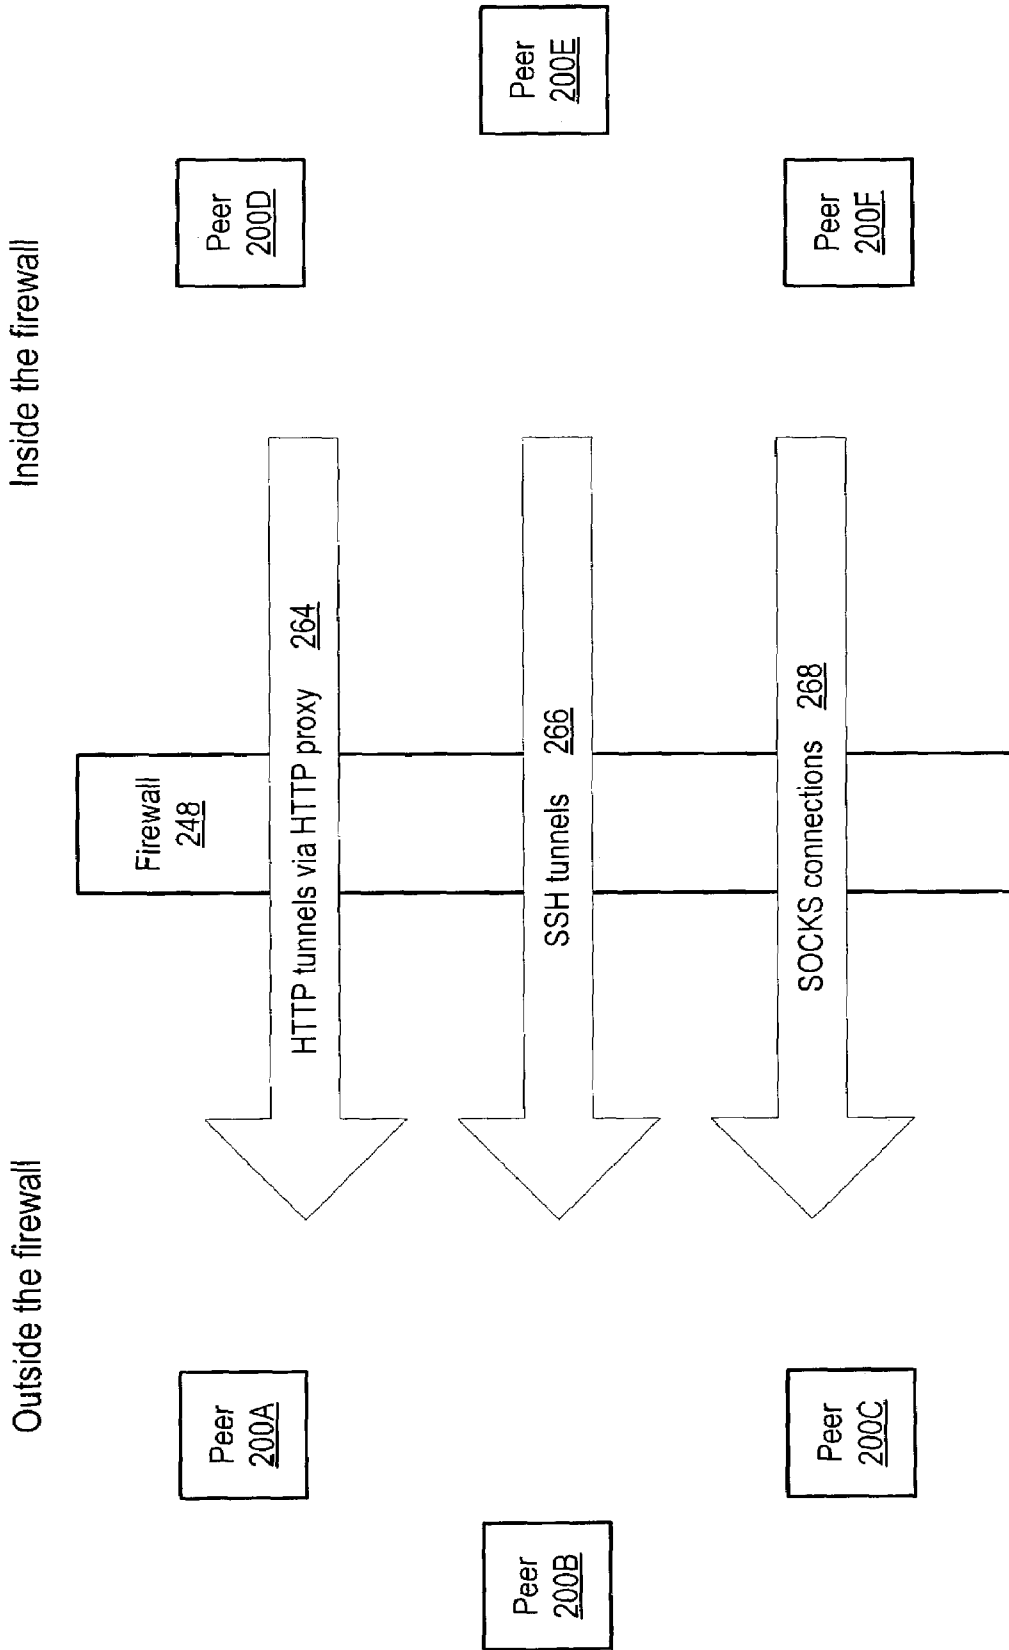 Outside the firewall
Inside the firewall
Firewall
248
Peer
200A
Peer
200D
HTTP tunnels via HTTP proxy 264
Peer
200B
SSH tunnels 266
Peer
200E
Peer
200C
SOCKS connections 268
Peer
200F